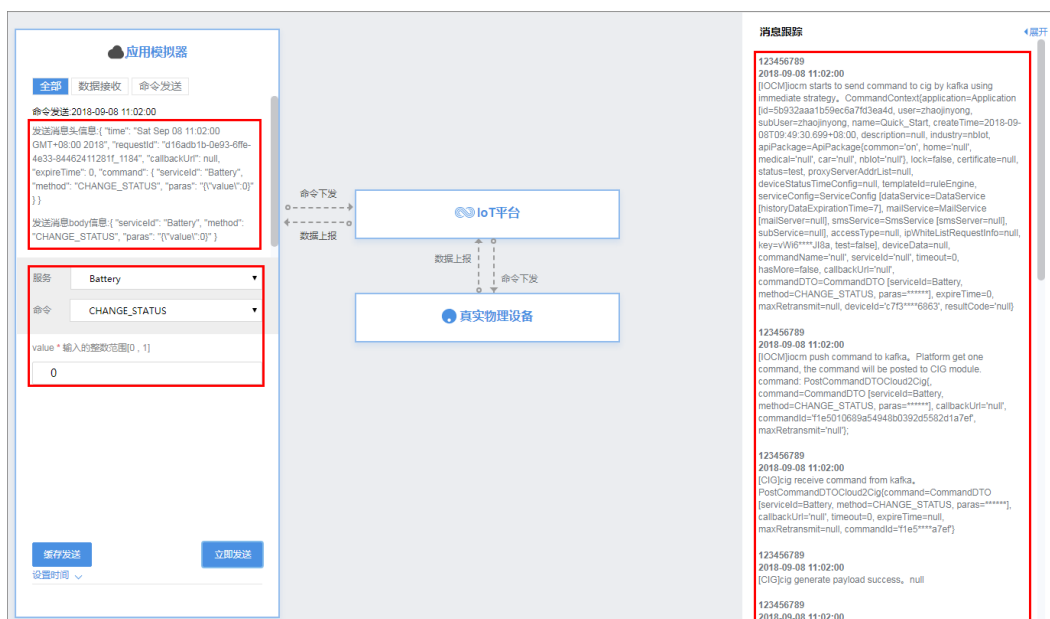 应用模拟器
全部 数据接收 命令发送
命令发送:2018-09-08 11:02:00
发送消息头信息:{ "time": "Sat Sep 08 11:02:00
GMT+08:00 2018", "requestId": "d16adb1b-0e93-6ffe-
4e33-84462411281f_1184", "callbackUrl": null,
"expireTime": 0, "command": { "serviceId": "Battery",
"method": "CHANGE_STATUS", "paras": "{\"value\":0}"
} }
发送消息body信息:{ "serviceId": "Battery", "method":
"CHANGE_STATUS", "paras": "{\"value\":0}" }
服务 Battery
命令 CHANGE_STATUS
value * 输入的整数范围[0 , 1]
0
缓存发送 立即发送
设置时间
命令下发
数据上报
IoT平台
数据上报
命令下发
真实物理设备
消息跟踪 展开
123456789
2018-09-08 11:02:00
[IOCM]iocm starts to send command to cig by kafka using
immediate strategy。CommandContext{application=Application
[id=5b932aaa1b59ec6a7fd3ea4d, user=zhaojinyong,
subUser=zhaojinyong, name=Quick_Start, createTime=2018-09-
08T09:49:30.699+08:00, description=null, industry=nbIot,
apiPackage=ApiPackage{common='on', home='null',
medical='null', car='null', nbIot='null'}, lock=false, certificate=null,
status=test, proxyServerAddrList=null,
deviceStatusTimeConfig=null, templateId=ruleEngine,
serviceConfig=ServiceConfig [dataService=DataService
[historyDataExpirationTime=7], mailService=MailService
[mailServer=null], smsService=SmsService [smsServer=null],
subService=null], accessType=null, ipWhiteListRequestInfo=null,
key=vWi6****JI8a, test=false], deviceData=null,
commandName='null', serviceId='null', timeout=0,
hasMore=false, callbackUrl='null',
commandDTO=CommandDTO [serviceId=Battery,
method=CHANGE_STATUS, paras=******], expireTime=0,
maxRetransmit=null, deviceId='c7f3****6863', resultCode='null}
123456789
2018-09-08 11:02:00
[IOCM]iocm push command to kafka。Platform get one
command, the command will be posted to CIG module.
command: PostCommandDTOCloud2Cig{,
command=CommandDTO [serviceId=Battery,
method=CHANGE_STATUS, paras=******], callbackUrl='null',
commandId='f1e5010689a54948b0392d5582d1a7ef',
maxRetransmit='null'};
123456789
2018-09-08 11:02:00
[CIG]cig receive command from kafka。
PostCommandDTOCloud2Cig{command=CommandDTO
[serviceId=Battery, method=CHANGE_STATUS, paras=******],
callbackUrl='null', timeout=0, expireTime=null,
maxRetransmit=null, commandId='f1e5****a7ef'}
123456789
2018-09-08 11:02:00
[CIG]cig generate payload success。null
123456789
2018-09-08 11:02:00